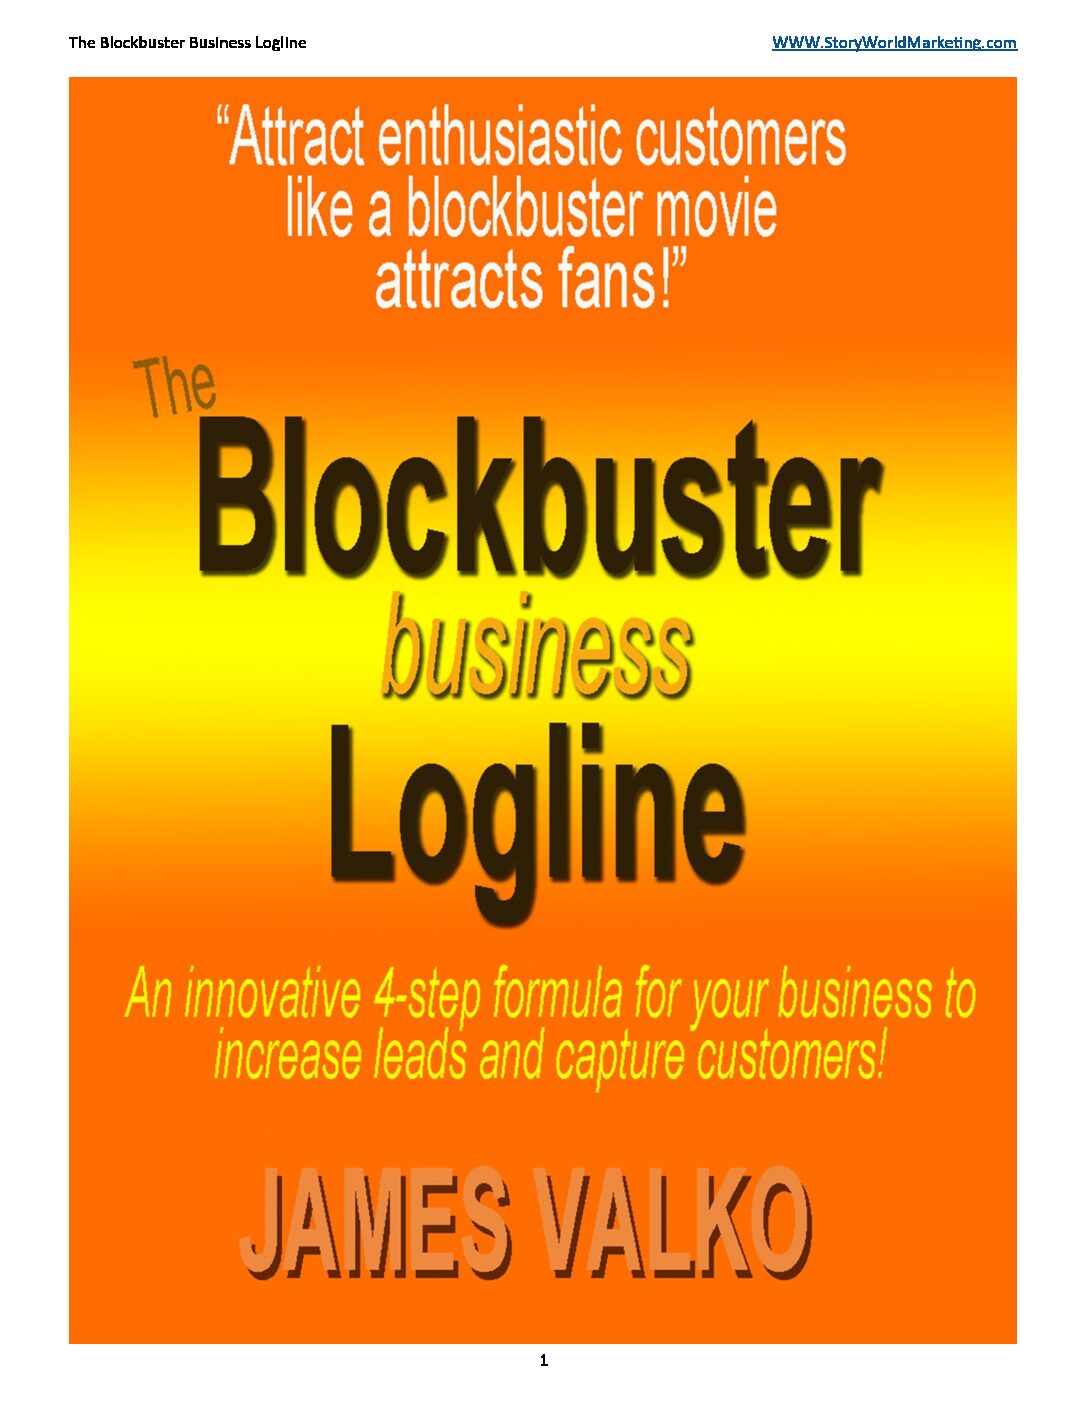 The Blockbuster Business Logline
WWW.StoryWorldMarketing.com
“Attract enthusiastic customers
like a blockbuster movie
attracts fans!”
The
Blockbuster
business
Logline
An innovative 4-step formula for your business to
increase leads and capture customers!
JAMES VALKO
1